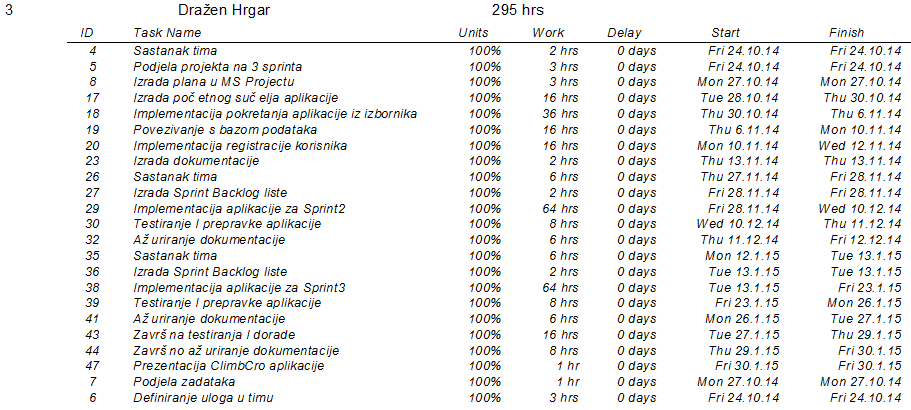 3 Dražen Hrgar 295 hrs
ID Task Name Units Work Delay Start Finish
4 Sastanak tima 100% 2 hrs 0 days Fri 24.10.14 Fri 24.10.14
5 Podjela projekta na 3 sprinta 100% 3 hrs 0 days Fri 24.10.14 Fri 24.10.14
8 Izrada plana u MS Projectu 100% 3 hrs 0 days Mon 27.10.14 Mon 27.10.14
17 Izrada poč etnog suč elja aplikacije 100% 16 hrs 0 days Tue 28.10.14 Thu 30.10.14
18 Implementacija pokretanja aplikacije iz izbornika 100% 36 hrs 0 days Thu 30.10.14 Thu 6.11.14
19 Povezivanje s bazom podataka 100% 16 hrs 0 days Thu 6.11.14 Mon 10.11.14
20 Implementacija registracije korisnika 100% 16 hrs 0 days Mon 10.11.14 Wed 12.11.14
23 Izrada dokumentacije 100% 2 hrs 0 days Thu 13.11.14 Thu 13.11.14
26 Sastanak tima 100% 6 hrs 0 days Thu 27.11.14 Fri 28.11.14
27 Izrada Sprint Backlog liste 100% 2 hrs 0 days Fri 28.11.14 Fri 28.11.14
29 Implementacija aplikacije za Sprint2 100% 64 hrs 0 days Fri 28.11.14 Wed 10.12.14
30 Testiranje I prepravke aplikacije 100% 8 hrs 0 days Wed 10.12.14 Thu 11.12.14
32 Až uriranje dokumentacije 100% 6 hrs 0 days Thu 11.12.14 Fri 12.12.14
35 Sastanak tima 100% 6 hrs 0 days Mon 12.1.15 Tue 13.1.15
36 Izrada Sprint Backlog liste 100% 2 hrs 0 days Tue 13.1.15 Tue 13.1.15
38 Implementacija aplikacije za Sprint3 100% 64 hrs 0 days Tue 13.1.15 Fri 23.1.15
39 Testiranje I prepravke aplikacije 100% 8 hrs 0 days Fri 23.1.15 Mon 26.1.15
41 Až uriranje dokumentacije 100% 6 hrs 0 days Mon 26.1.15 Tue 27.1.15
43 Završ na testiranja I dorade 100% 16 hrs 0 days Tue 27.1.15 Thu 29.1.15
44 Završ no až uriranje dokumentacije 100% 8 hrs 0 days Thu 29.1.15 Fri 30.1.15
47 Prezentacija ClimbCro aplikacije 100% 1 hr 0 days Fri 30.1.15 Fri 30.1.15
7 Podjela zadataka 100% 1 hr 0 days Mon 27.10.14 Mon 27.10.14
6 Definiranje uloga u timu 100% 3 hrs 0 days Fri 24.10.14 Fri 24.10.14